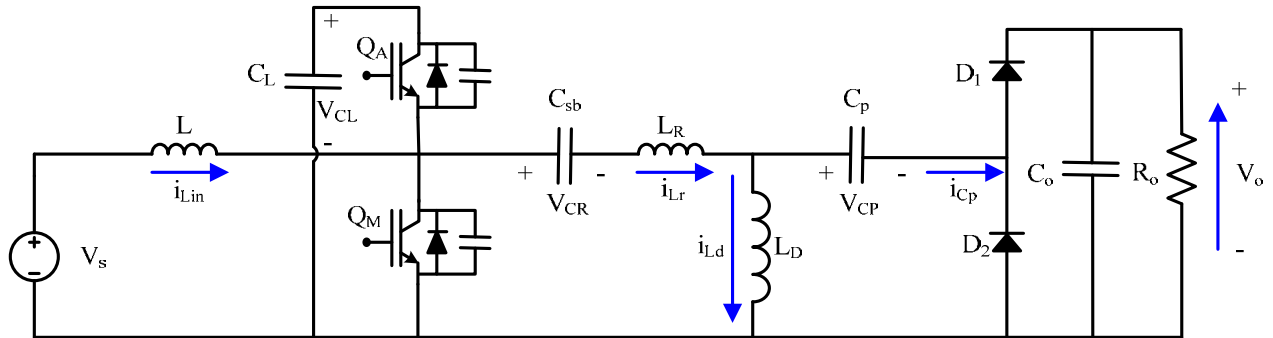 +
Q_A
C_L
V_CL
-
L
i_Lin
C_sb
+ -
V_CR
L_R
i_Lr
C_p
+ -
V_CP
i_Cp
D_1
Q_M
i_Ld
L_D
D_2
C_o
R_o
+
V_o
-
+
-
V_s